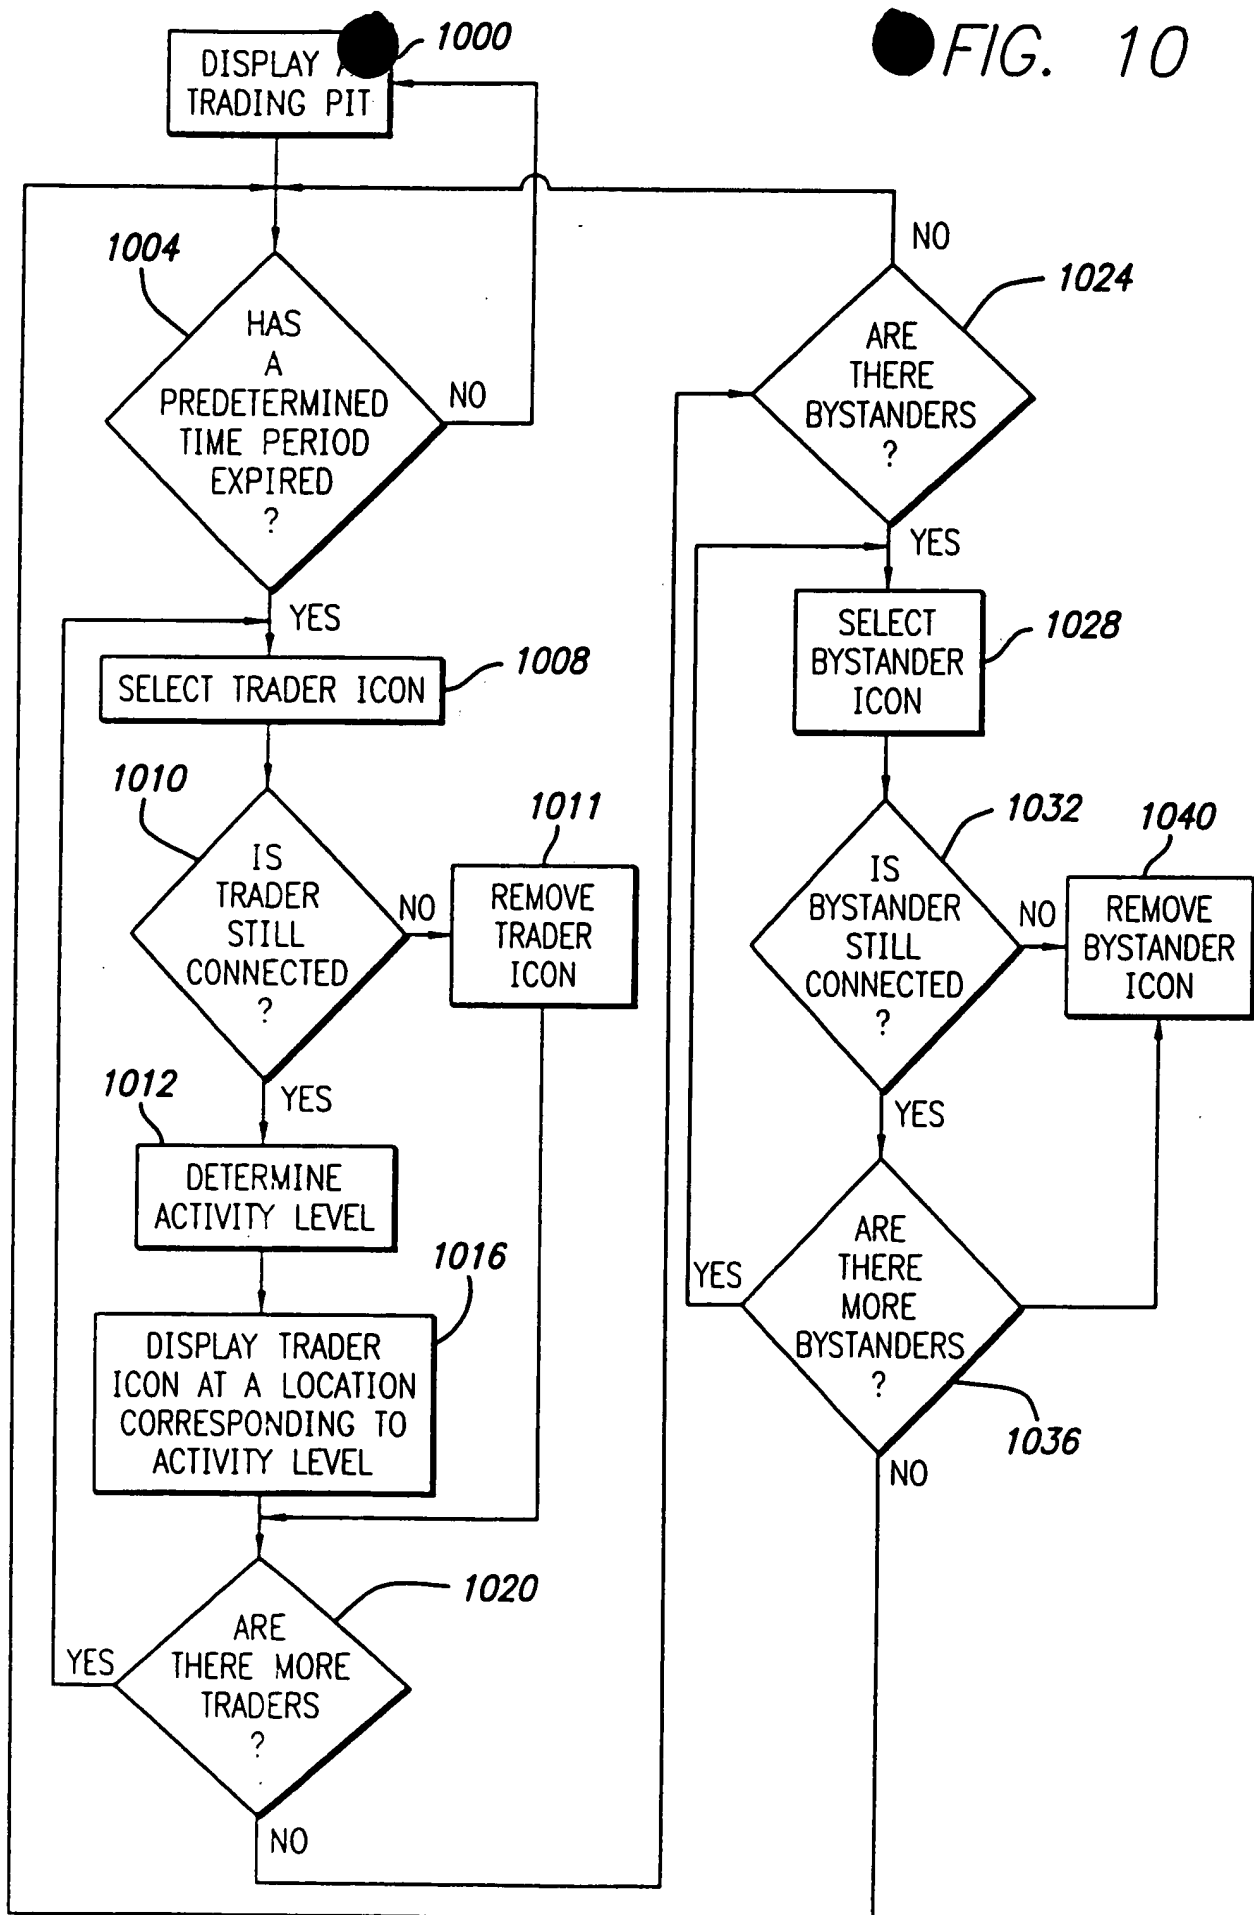 FIG. 10
1000
DISPLAY
TRADING PIT
1004
HAS
A
PREDETERMINED
TIME PERIOD
EXPIRED
?
NO
YES
1008
SELECT TRADER ICON
1010
IS
TRADER
STILL
CONNECTED
?
NO
1011
REMOVE
TRADER
ICON
YES
1012
DETERMINE
ACTIVITY LEVEL
1016
DISPLAY TRADER
ICON AT A LOCATION
CORRESPONDING TO
ACTIVITY LEVEL
1020
ARE
THERE MORE
TRADERS
?
YES
NO
NO
1024
ARE
THERE
BYSTANDERS
?
YES
1028
SELECT
BYSTANDER
ICON
1032
IS
BYSTANDER
STILL
CONNECTED
?
NO
1040
REMOVE
BYSTANDER
ICON
YES
ARE
THERE
MORE
BYSTANDERS
?
YES
1036
NO